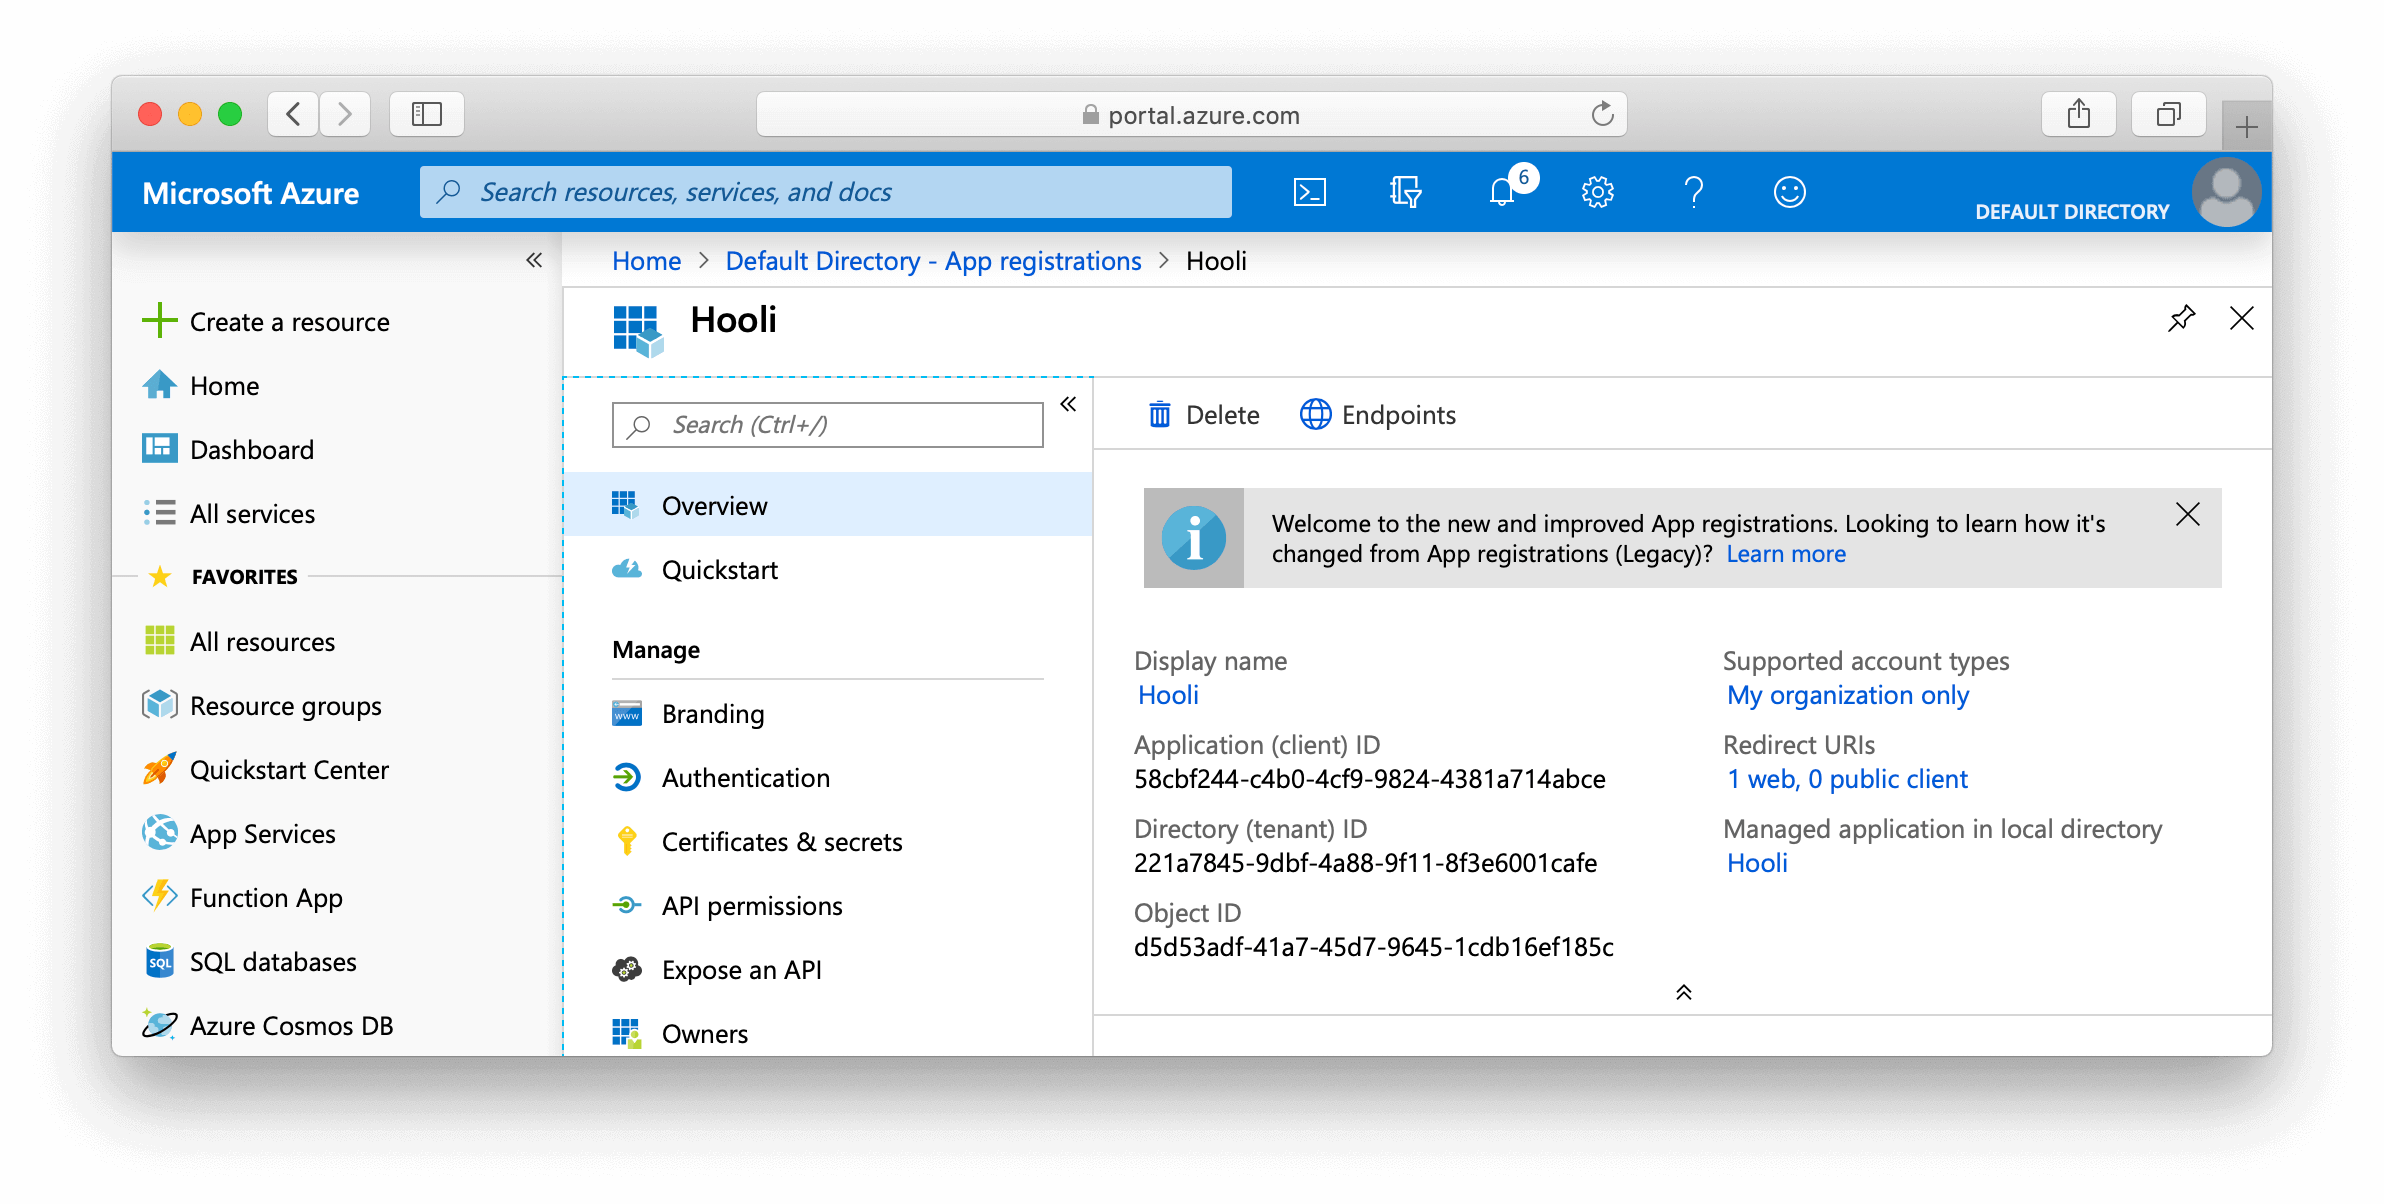 portal.azure.com
Microsoft Azure
Search resources, services, and docs
6
DEFAULT DIRECTORY
Create a resource
Home
Dashboard
All services
FAVORITES
All resources
Resource groups
Quickstart Center
App Services
Function App
SQL
SQL databases
Azure Cosmos DB
Home > Default Directory - App registrations > Hooli
Hooli
Search (Ctrl+/)
Overview
Quickstart
Manage
www
Branding
Authentication
Certificates & secrets
API permissions
Expose an API
Owners
Delete
Endpoints
Welcome to the new and improved App registrations. Looking to learn how it's
changed from App registrations (Legacy)? Learn more
Display name
Hooli
Application (client) ID
58cbf244-c4b0-4cf9-9824-4381a714abce
Directory (tenant) ID
221a7845-9dbf-4a88-9f11-8f3e6001cafe
Object ID
d5d53adf-41a7-45d7-9645-1cdb16ef185c
Supported account types
My organization only
Redirect URIs
1 web, 0 public client
Managed application in local directory
Hooli